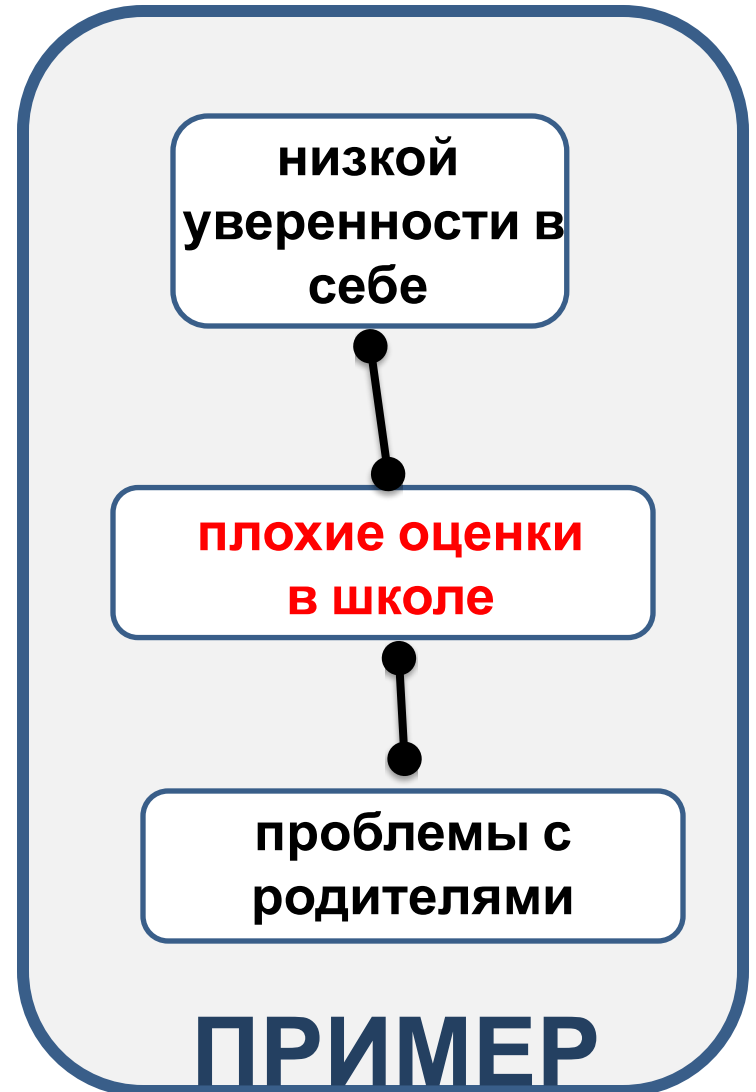 низкой
уверенности в
себе
плохие оценки
в школе
проблемы с
родителями
ПРИМЕР